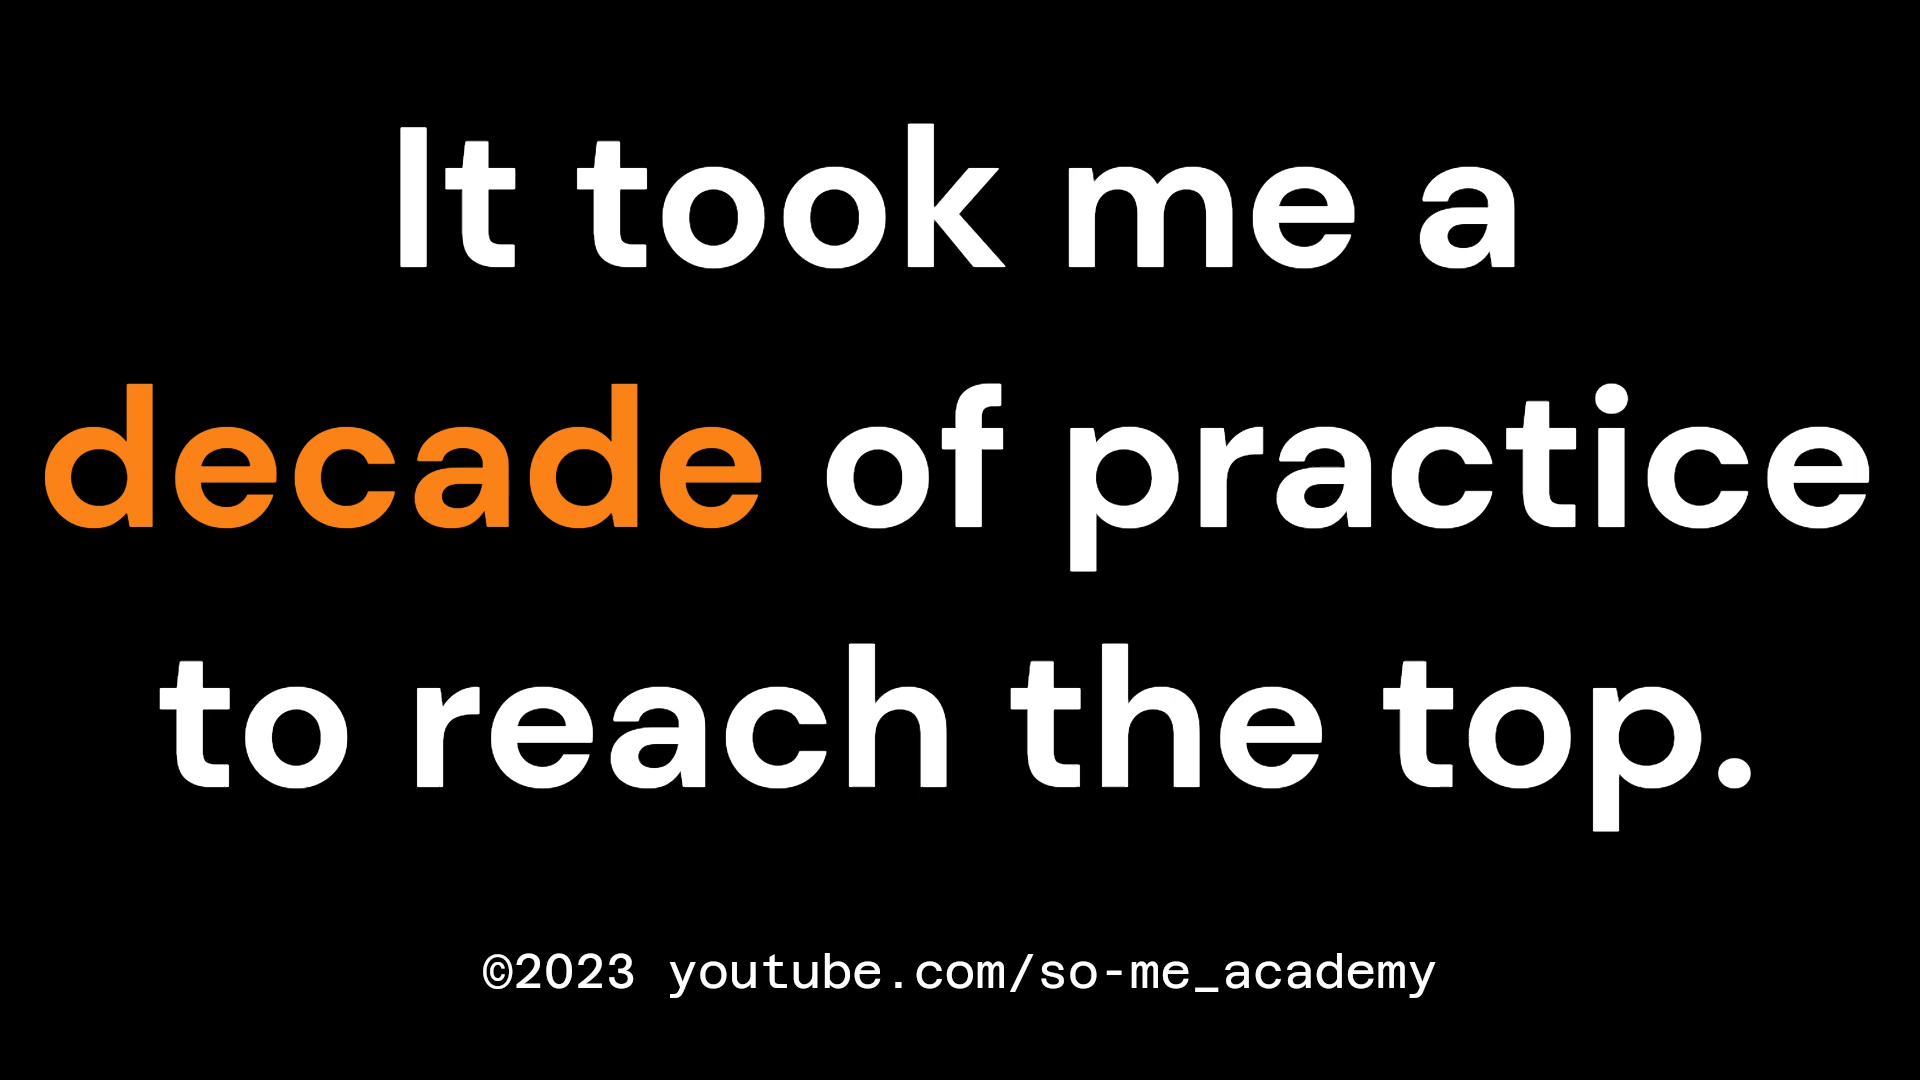 It took me a
decade of practice
to reach the top.
©2023 youtube.com/so-me_academy